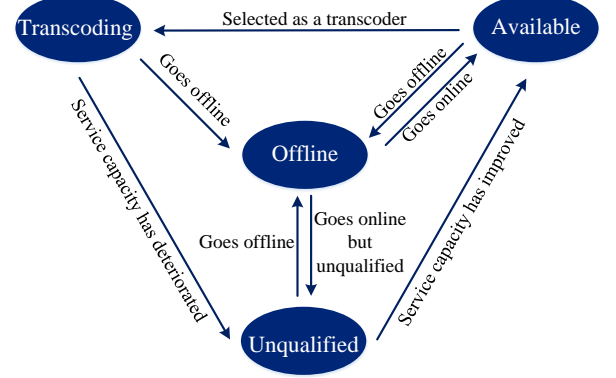 Selected as a transcoder
Transcoding
Available
Goes offline
Goes offline
Goes online
Offline
Service capacity has deteriorated
Service capacity has improved
Goes offline
Goes online
but
unqualified
Unqualified